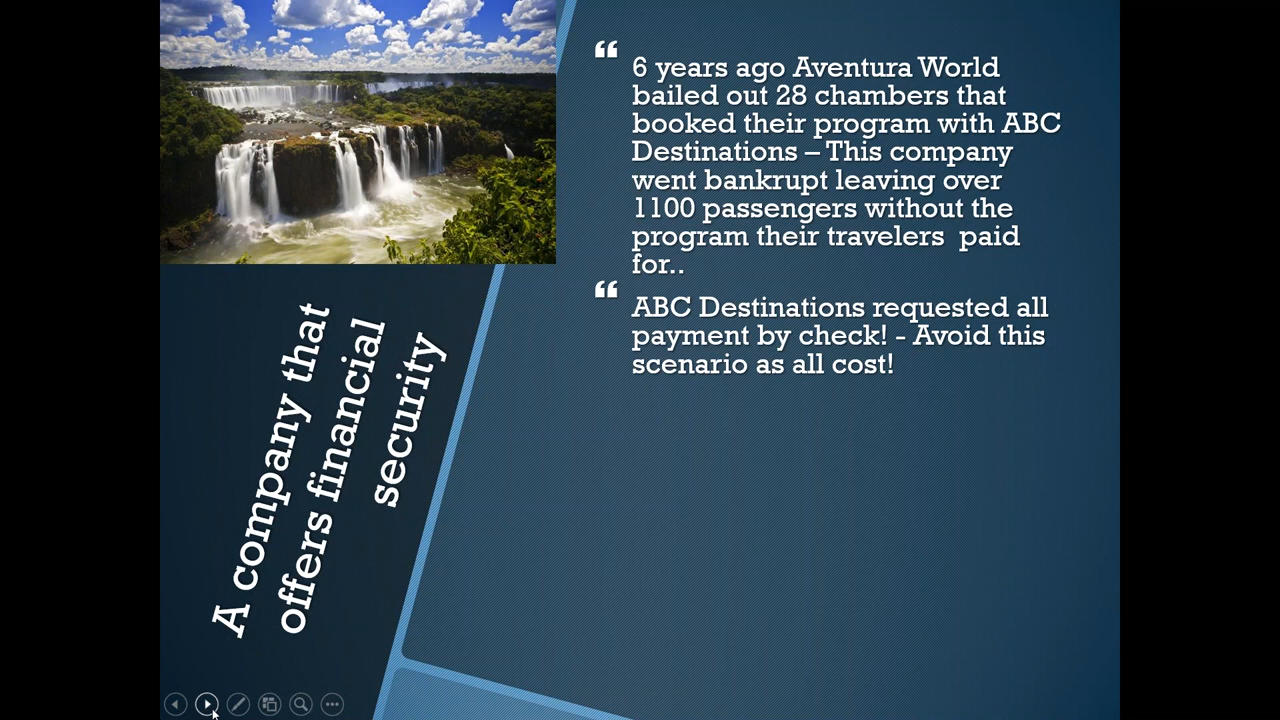 A company that
offers financial
security
❝ 6 years ago Aventura World
bailed out 28 chambers that
booked their program with ABC
Destinations – This company
went bankrupt leaving over
1100 passengers without the
program their travelers  paid
for..
❝ ABC Destinations requested all
payment by check! - Avoid this
scenario as all cost!